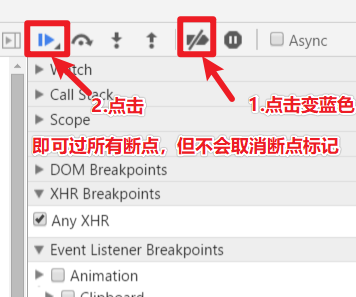 Async
Watch
2.点击
1.点击变蓝色
Call Stack
Scope
即可过所有断点，但不会取消断点标记
DOM Breakpoints
XHR Breakpoints
Any XHR
Event Listener Breakpoints
Animation
Clipboard